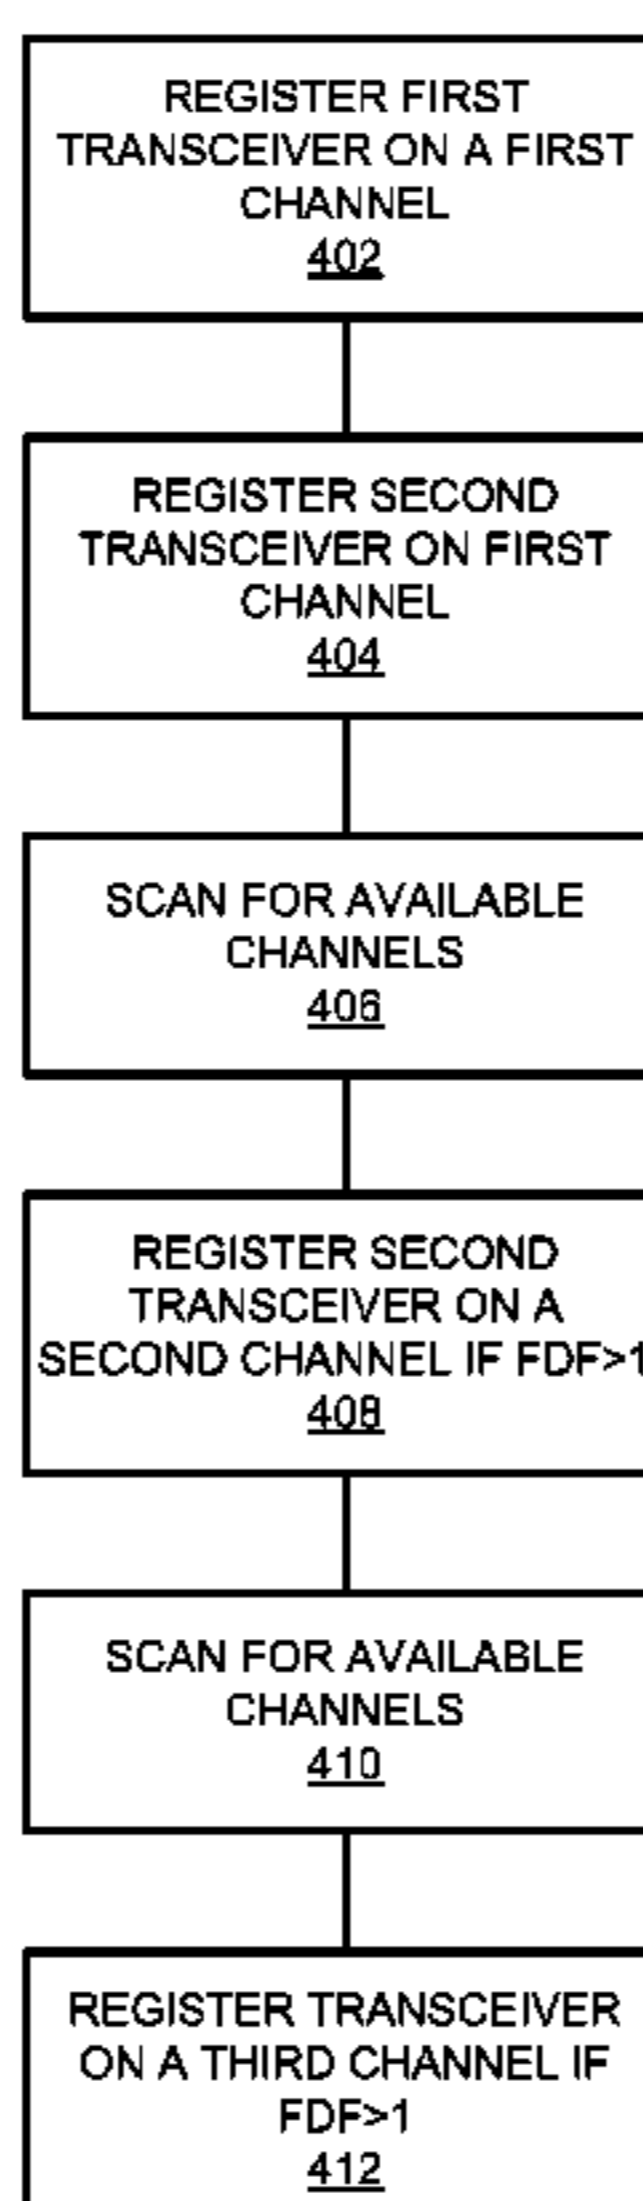 REGISTER FIRST
TRANSCEIVER ON A FIRST
CHANNEL
402
REGISTER SECOND
TRANSCEIVER ON FIRST
CHANNEL
404
SCAN FOR AVAILABLE
CHANNELS
406
REGISTER SECOND
TRANSCEIVER ON A
SECOND CHANNEL IF FDF>1
408
SCAN FOR AVAILABLE
CHANNELS
410
REGISTER TRANSCEIVER
ON A THIRD CHANNEL IF
FDF>1
412